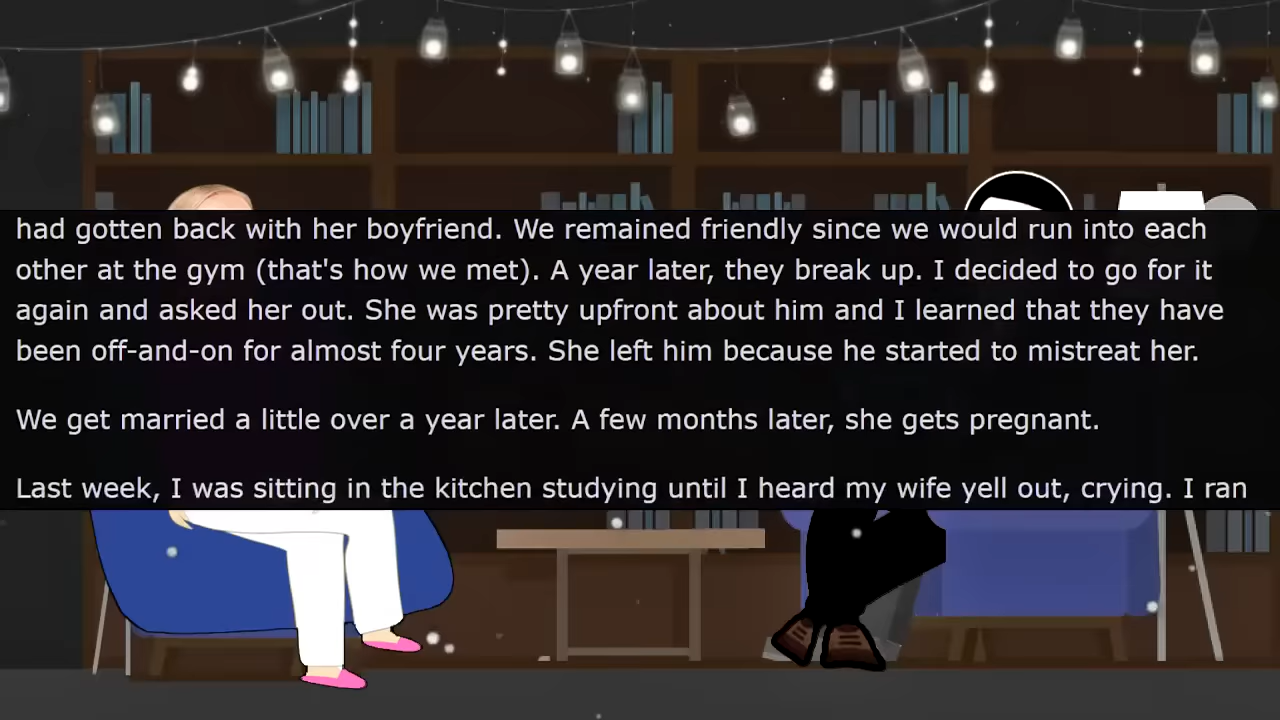 had gotten back with her boyfriend. We remained friendly since we would run into each
other at the gym (that's how we met). A year later, they break up. I decided to go for it
again and asked her out. She was pretty upfront about him and I learned that they have
been off-and-on for almost four years. She left him because he started to mistreat her.
We get married a little over a year later. A few months later, she gets pregnant.
Last week, I was sitting in the kitchen studying until I heard my wife yell out, crying. I ran